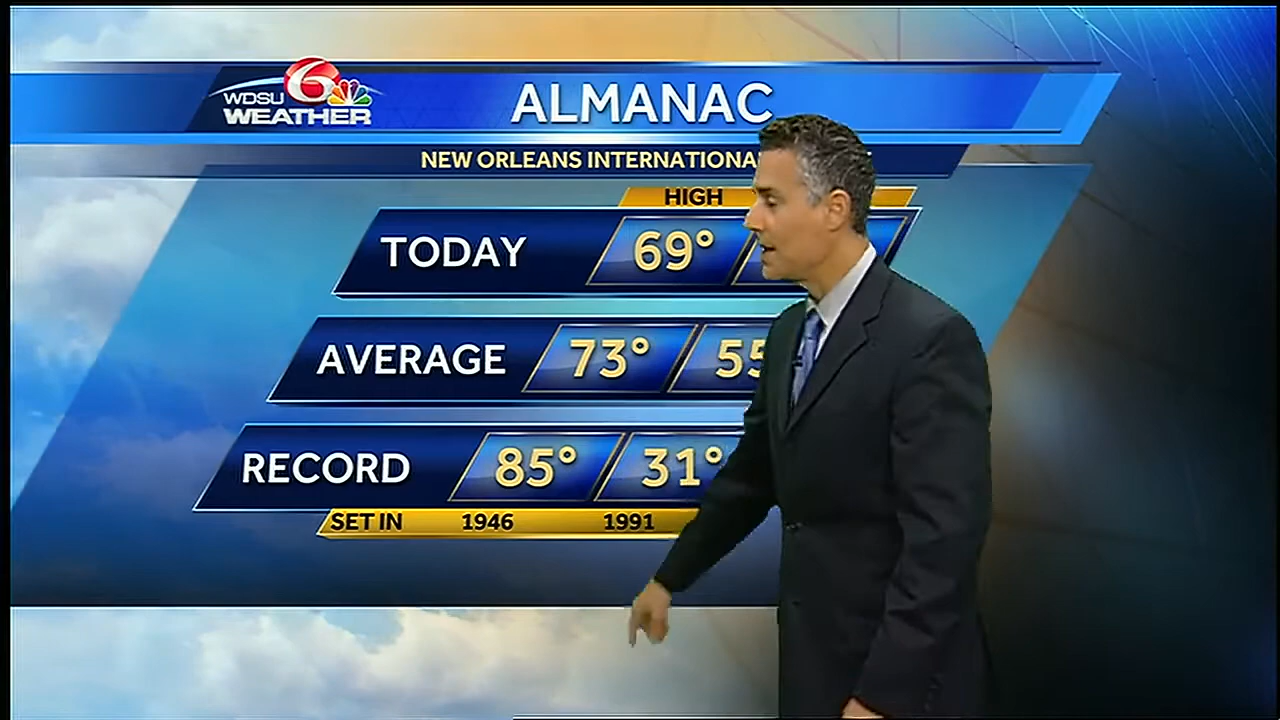 WDSU 6
WEATHER
ALMANAC
NEW ORLEANS INTERNATIONA
HIGH
TODAY 69°
AVERAGE 73° 55
RECORD 85° 31°
SET IN 1946 1991